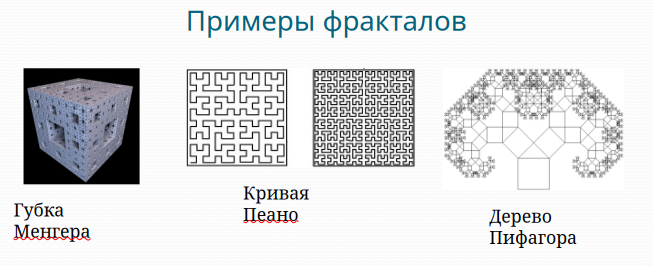 Примеры фракталов
Губка
Менгера
Кривая
Пеано
Дерево
Пифагора